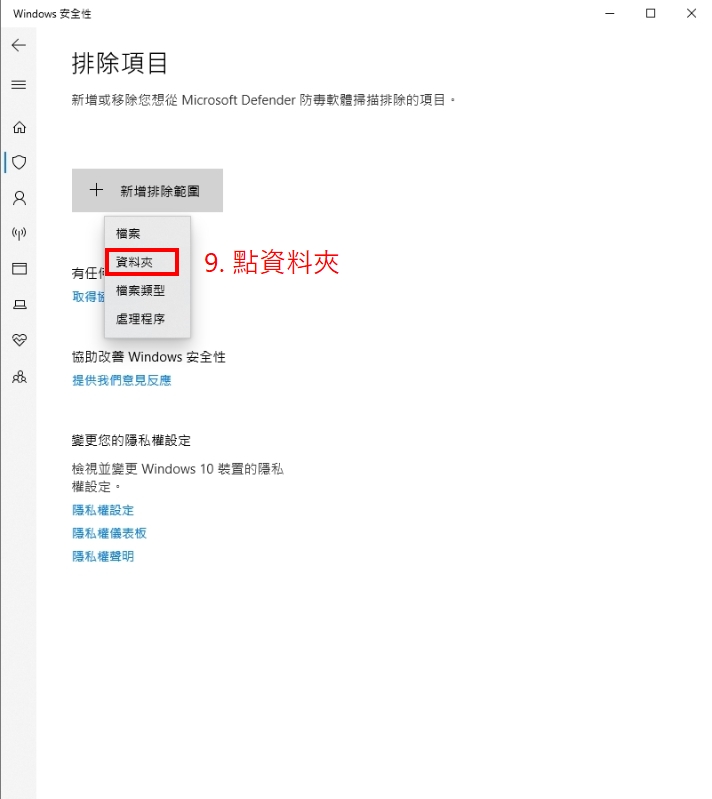 Windows 安全性
排除項目
新增或移除您想從 Microsoft Defender 防毒軟體掃描排除的項目。
新增排除範圍
檔案
資料夾
9. 點資料夾
有任何
檔案類型
取得協
處理程序
協助改善 Windows 安全性
提供我們意見反應
變更您的隱私權設定
檢視並變更 Windows 10 裝置的隱私
權設定。
隱私權設定
隱私權儀表板
隱私權聲明